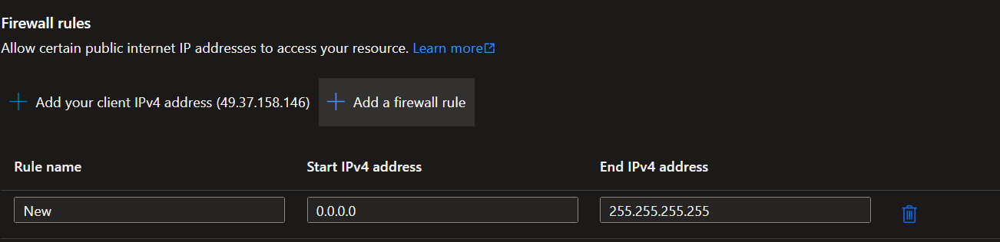 Firewall rules
Allow certain public internet IP addresses to access your resource. Learn more
Add your client IPv4 address (49.37.158.146) Add a firewall rule
Rule name Start IPv4 address End IPv4 address
New 0.0.0.0 255.255.255.255